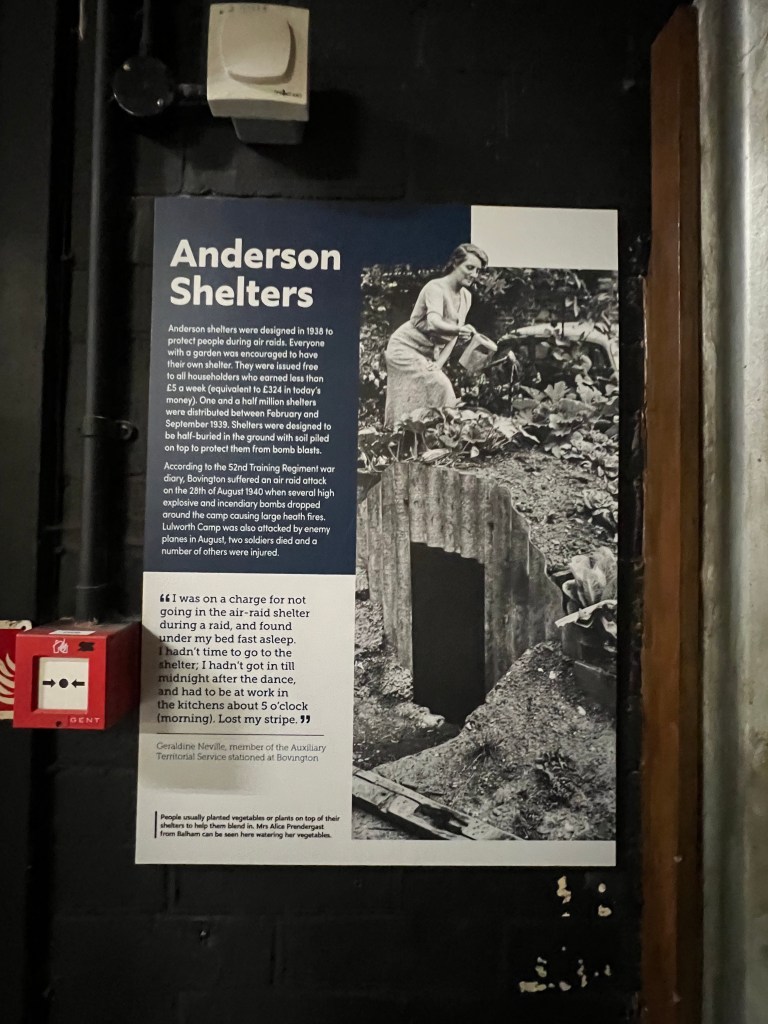 Anderson
Shelters
Anderson shelters were designed in 1938 to
protect people during air raids. Everyone
with a garden was encouraged to have
their own shelter. They were issued free
to all householders who earned less than
£5 a week (equivalent to £324 in today's
money). One and a half million shelters
were distributed between February and
September 1939. Shelters were designed to
be half-buried in the ground with soil piled
on top to protect them from bomb blasts.
According to the 52nd Training Regiment war
diary, Bovington suffered an air raid attack
on the 28th of August 1940 when several high
explosive and incendiary bombs dropped
around the camp causing large heath fires.
Lulworth Camp was also attacked by enemy
planes in August, two soldiers died and a
number of others were injured.
“I was on a charge for not
going in the air-raid shelter
during a raid, and found
under my bed fast asleep.
I hadn't time to go to the
shelter; I hadn't got in till
midnight after the dance,
and had to be at work in
the kitchens about 5 o'clock
(morning). Lost my stripe.”
Geraldine Neville, member of the Auxiliary
Territorial Service stationed at Bovington
People usually planted vegetables or plants on top of their
shelters to help them blend in. Mrs Alice Prendergast
from Balham can be seen here watering her vegetables.
GENT